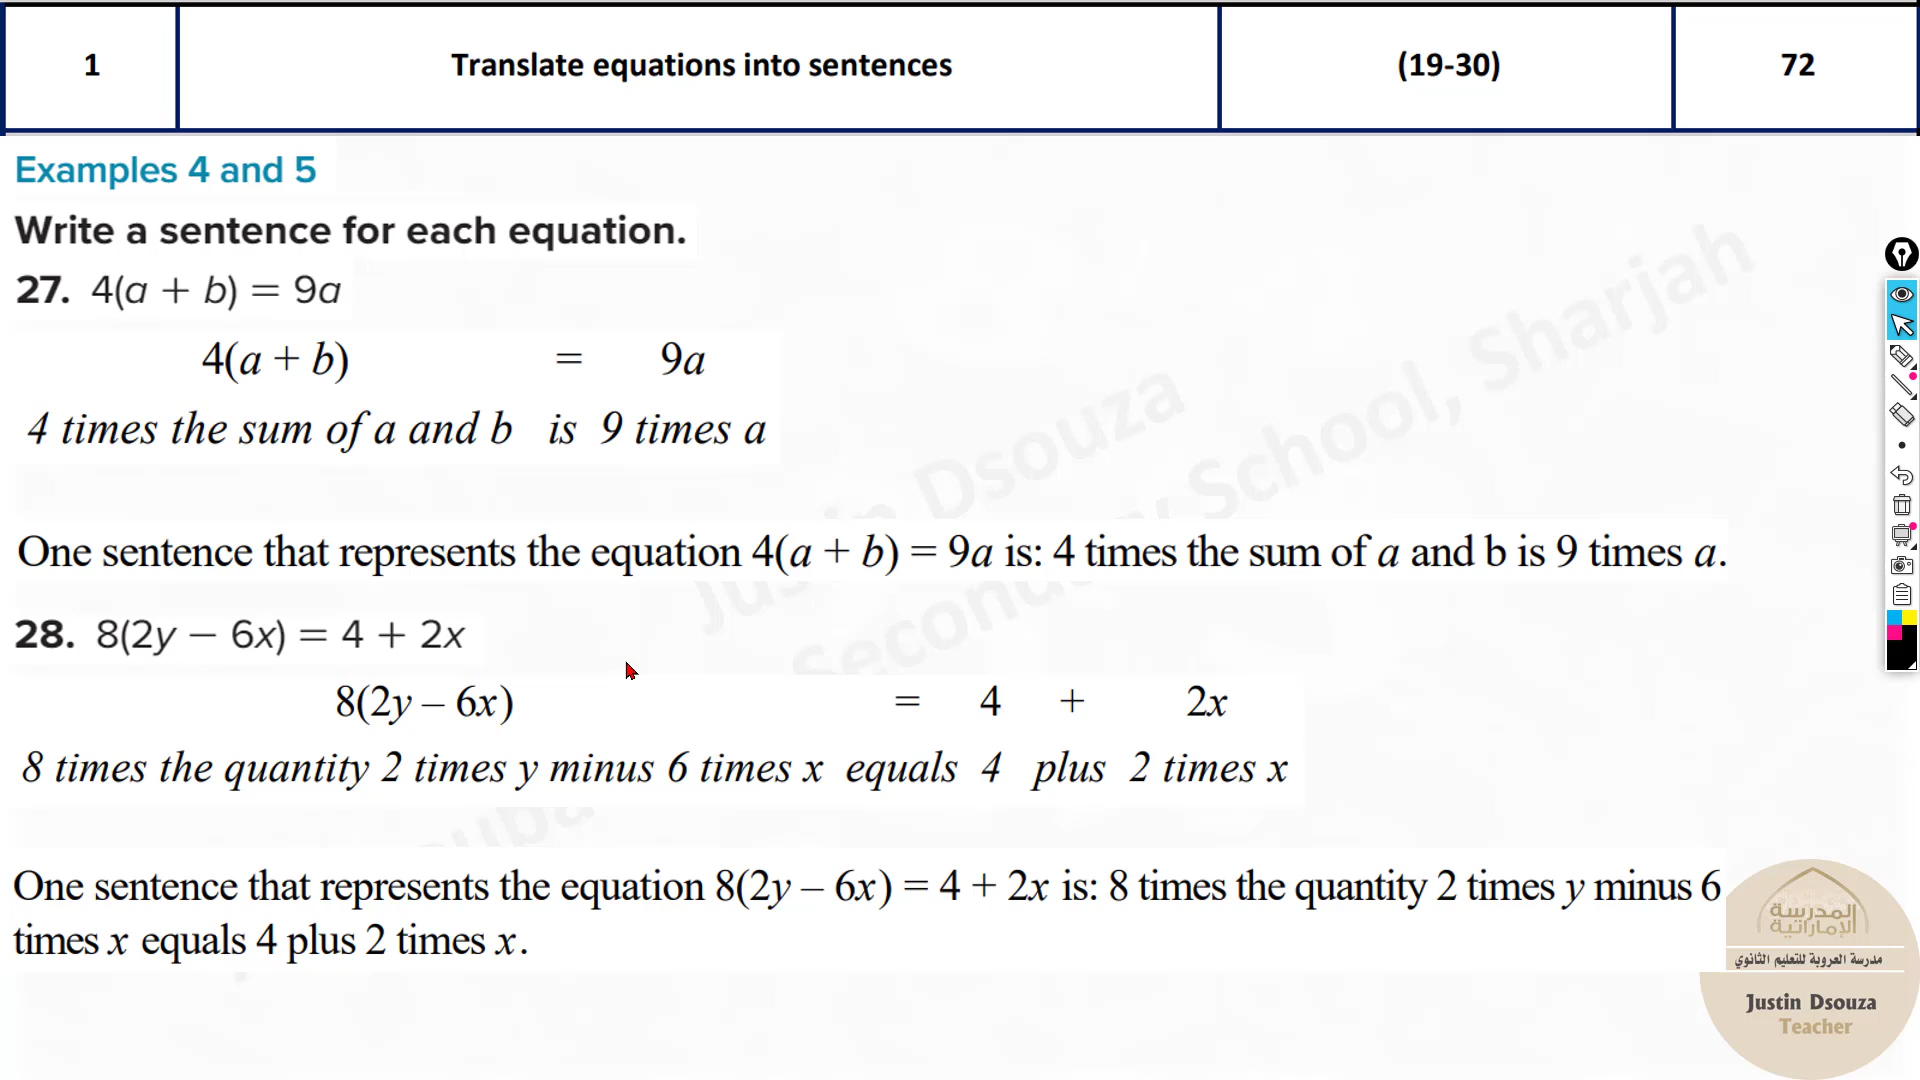 1 Translate equations into sentences (19-30) 72
Examples 4 and 5
Write a sentence for each equation.
27. 4(a + b) = 9a
4(a + b) = 9a
4 times the sum of a and b is 9 times a
Justin Dsouza
Secondary School, Sharjah
One sentence that represents the equation 4(a + b) = 9a is: 4 times the sum of a and b is 9 times a.
28. 8(2y – 6x) = 4 + 2x
8(2y – 6x) = 4 + 2x
8 times the quantity 2 times y minus 6 times x equals 4 plus 2 times x
One sentence that represents the equation 8(2y – 6x) = 4 + 2x is: 8 times the quantity 2 times y minus 6
times x equals 4 plus 2 times x.
المدرسة
الإماراتية
مدرسة العروبة للتعليم الثانوي
Justin Dsouza
Teacher